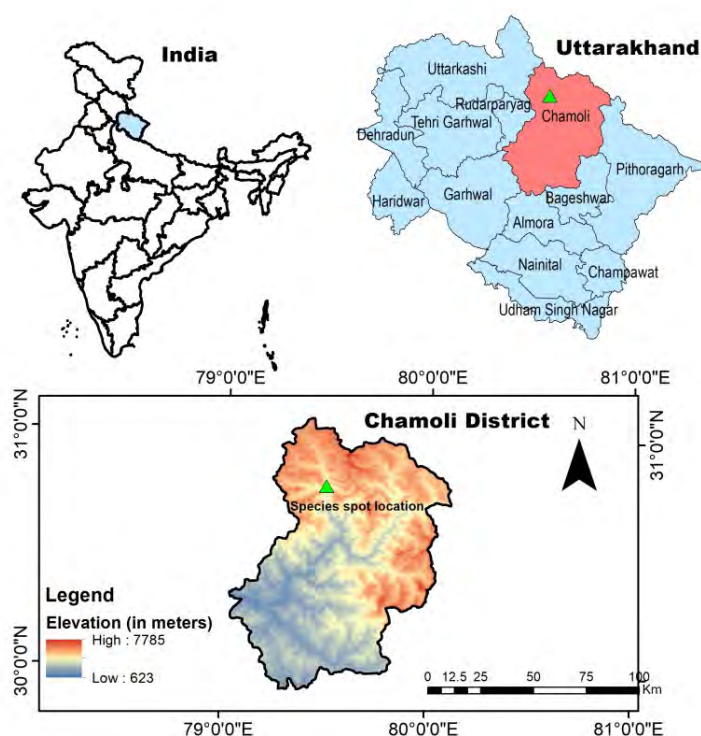 India
Uttarakhand
Uttarkashi
Rudarparyag
Chamoli
Tehri Garhwal
Dehradun
Pithoragarh
Haridwar
Garhwal
Bageshwar
Almora
Nainital
Champawat
Udham Singh Nagar
79°0'0"E
80°0'0"E
81°0'0"E
31°0'0"N
31°0'0"N
Chamoli District
N
Species spot location
Legend
Elevation (in meters)
High : 7785
Low : 623
30°0'0"N
30°0'0"N
0 12.5 25 50 75 100
Km
79°0'0"E
80°0'0"E
81°0'0"E